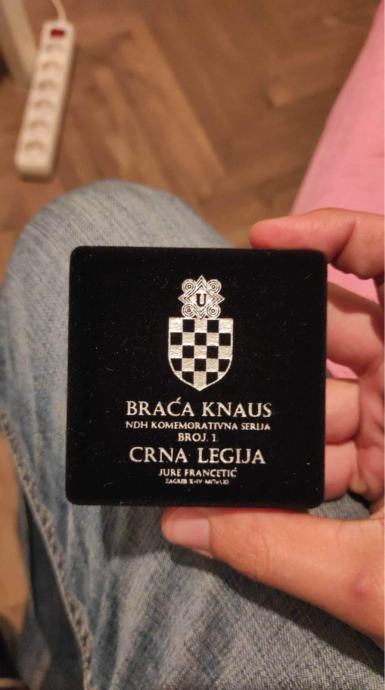 U
BRAĆA KNAUS
NDH KOMEMORATIVNA SERIJA
BROJ. 1
CRNA LEGIJA
JURE FRANCETIĆ
ZAGREB